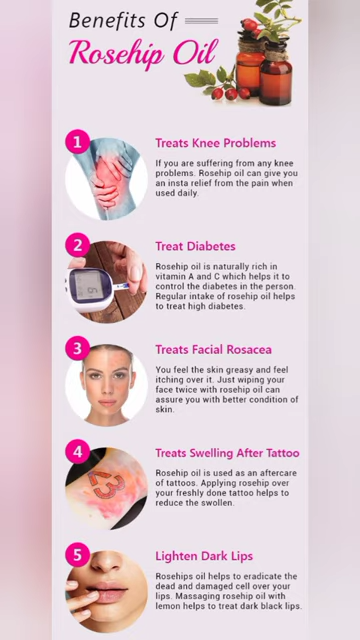 Benefits Of
Rosehip Oil
1
Treats Knee Problems
If you are suffering from any knee
problems. Rosehip oil can give you
an insta relief from the pain when
used daily.
2
Treat Diabetes
Rosehip oil is naturally rich in
vitamin A and C which helps it to
control the diabetes in the person.
Regular intake of rosehip oil helps
to treat high diabetes.
3
Treats Facial Rosacea
You feel the skin greasy and feel
itching over it. Just wiping your
face twice with rosehip oil can
assure you with better condition of
skin.
4
Treats Swelling After Tattoo
Rosehip oil is used as an aftercare
of tattoos. Applying rosehip over
your freshly done tattoo helps to
reduce the swollen.
5
Lighten Dark Lips
Rosehips oil helps to eradicate the
dead and damaged cell over your
lips. Massaging rosehip oil with
lemon helps to treat dark black lips.